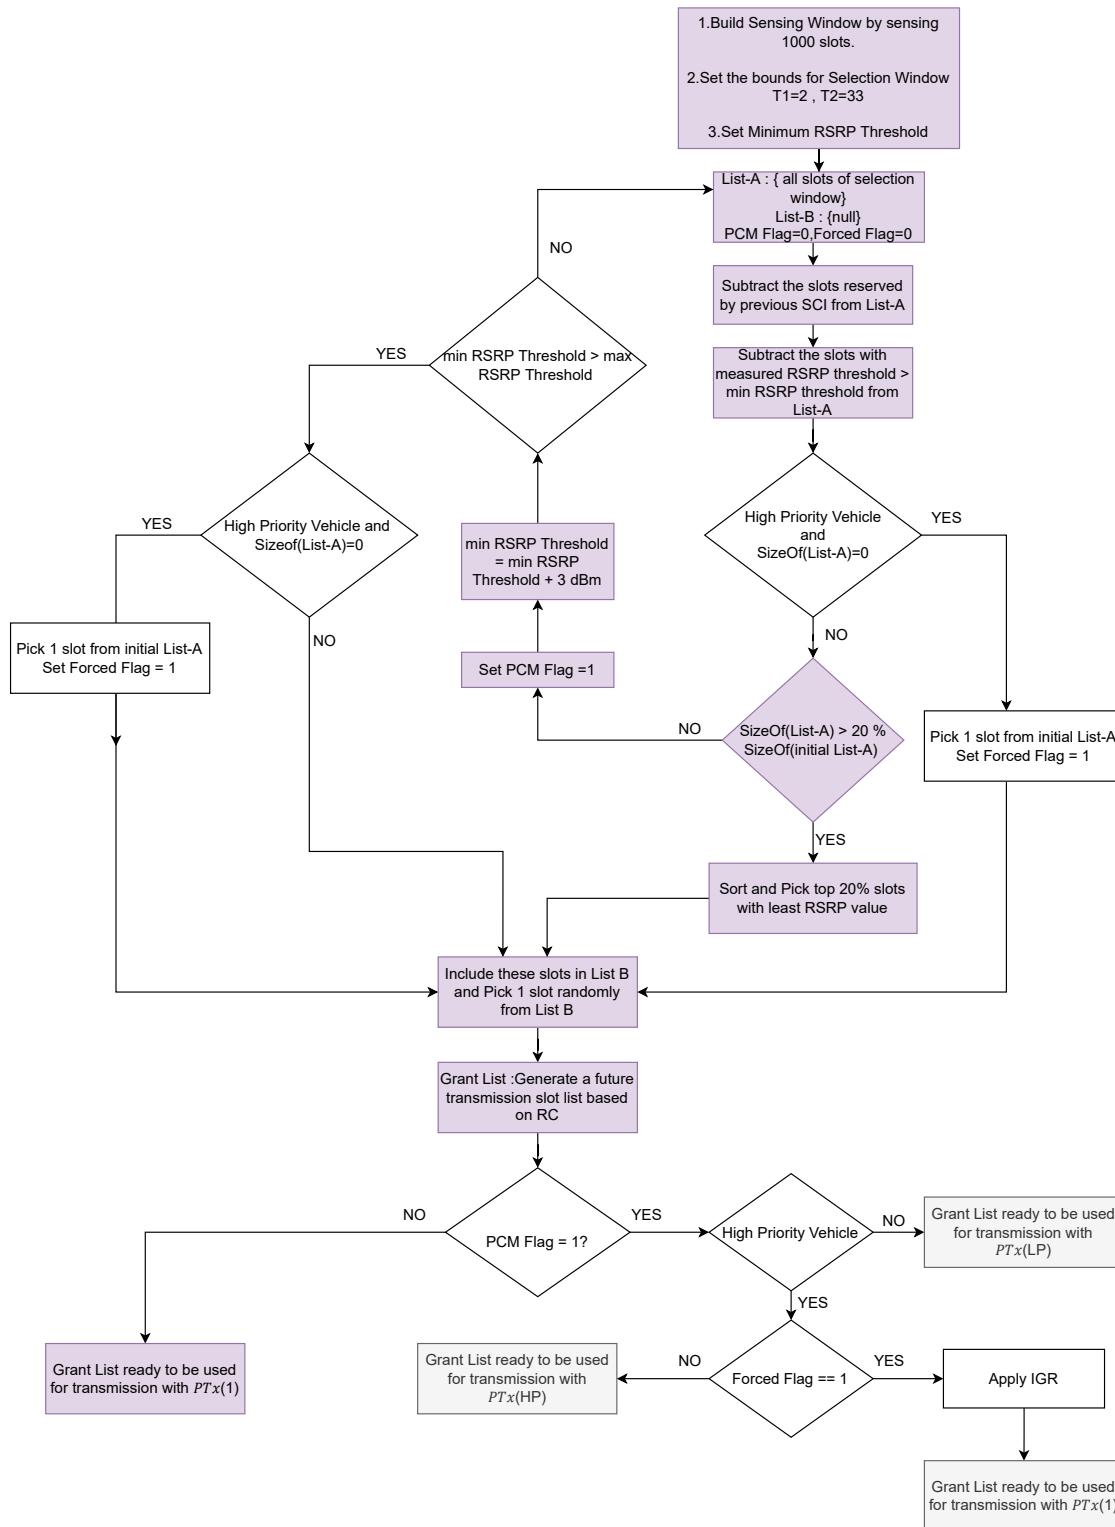 1.Build Sensing Window by sensing
1000 slots.
2.Set the bounds for Selection Window
T1=2 , T2=33
3.Set Minimum RSRP Threshold
List-A : { all slots of selection
window}
List-B : {null}
PCM Flag=0,Forced Flag=0
NO
Subtract the slots reserved
by previous SCI from List-A
min RSRP Threshold > max
RSRP Threshold
YES
Subtract the slots with
measured RSRP threshold >
min RSRP threshold from
List-A
High Priority Vehicle and
Sizeof(List-A)=0
YES
NO
min RSRP Threshold
= min RSRP
Threshold + 3 dBm
High Priority Vehicle
and
SizeOf(List-A)=0
YES
NO
Pick 1 slot from initial List-A
Set Forced Flag = 1
Set PCM Flag =1
NO
SizeOf(List-A) > 20 %
SizeOf(initial List-A)
YES
Pick 1 slot from initial List-A
Set Forced Flag = 1
Sort and Pick top 20% slots
with least RSRP value
Include these slots in List B
and Pick 1 slot randomly
from List B
Grant List :Generate a future
transmission slot list based
on RC
NO
PCM Flag = 1?
YES
High Priority Vehicle
NO
Grant List ready to be used
for transmission with
PTx(LP)
YES
Grant List ready to be used
for transmission with PTx(1)
Grant List ready to be used
for transmission with
PTx(HP)
NO
Forced Flag == 1
YES
Apply IGR
Grant List ready to be used
for transmission with PTx(1)